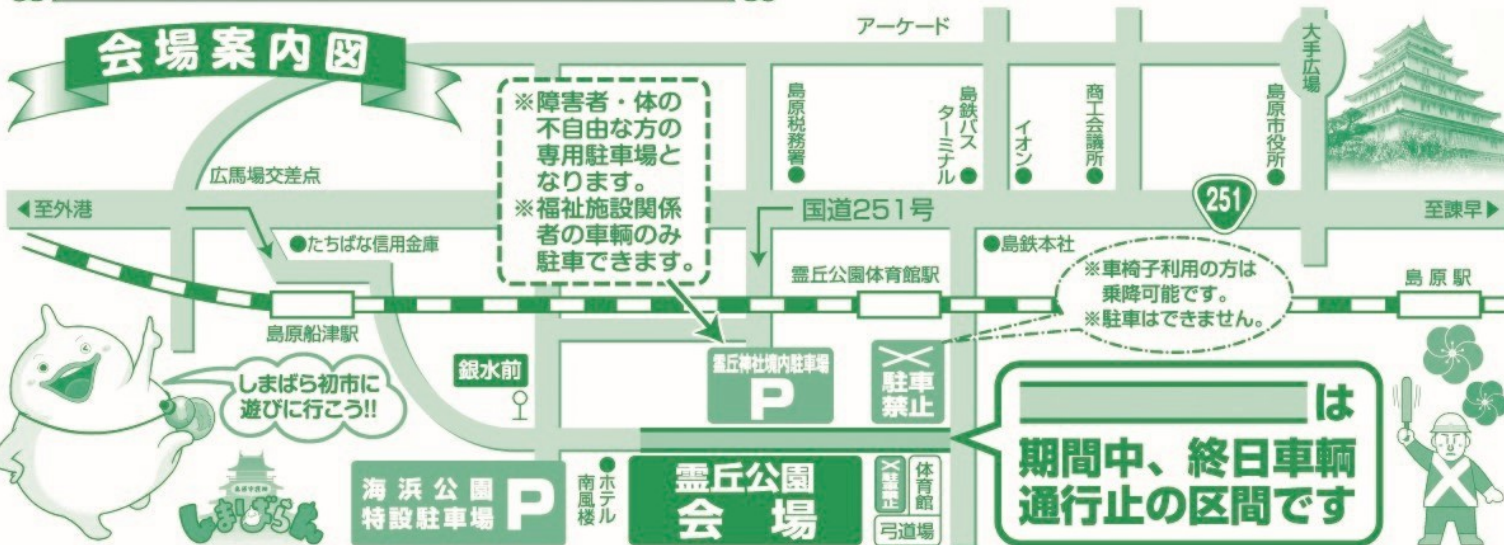 会場案内図
アーケード
大手広場
※障害者・体の
不自由な方の
専用駐車場と
なります。
※福祉施設関係
者の車輌のみ
駐車できます。
島原税務署
島鉄バス
ターミナル
イオン
商工会議所
島原市役所
広馬場交差点
◀至外港
国道251号
251
至諫早▶
たちばな信用金庫
島鉄本社
霊丘公園体育館駅
※車椅子利用の方は
乗降可能です。
※駐車はできません。
島原駅
島原船津駅
しまばら初市に
遊びに行こう!!
銀水前
霊丘神社境内駐車場
P
駐車
禁止
は
期間中、終日車輌
通行止の区間です
しまばらん
海浜公園
特設駐車場
P
ホテル
南風楼
霊丘公園
会場
駐車禁止
体育館
弓道場